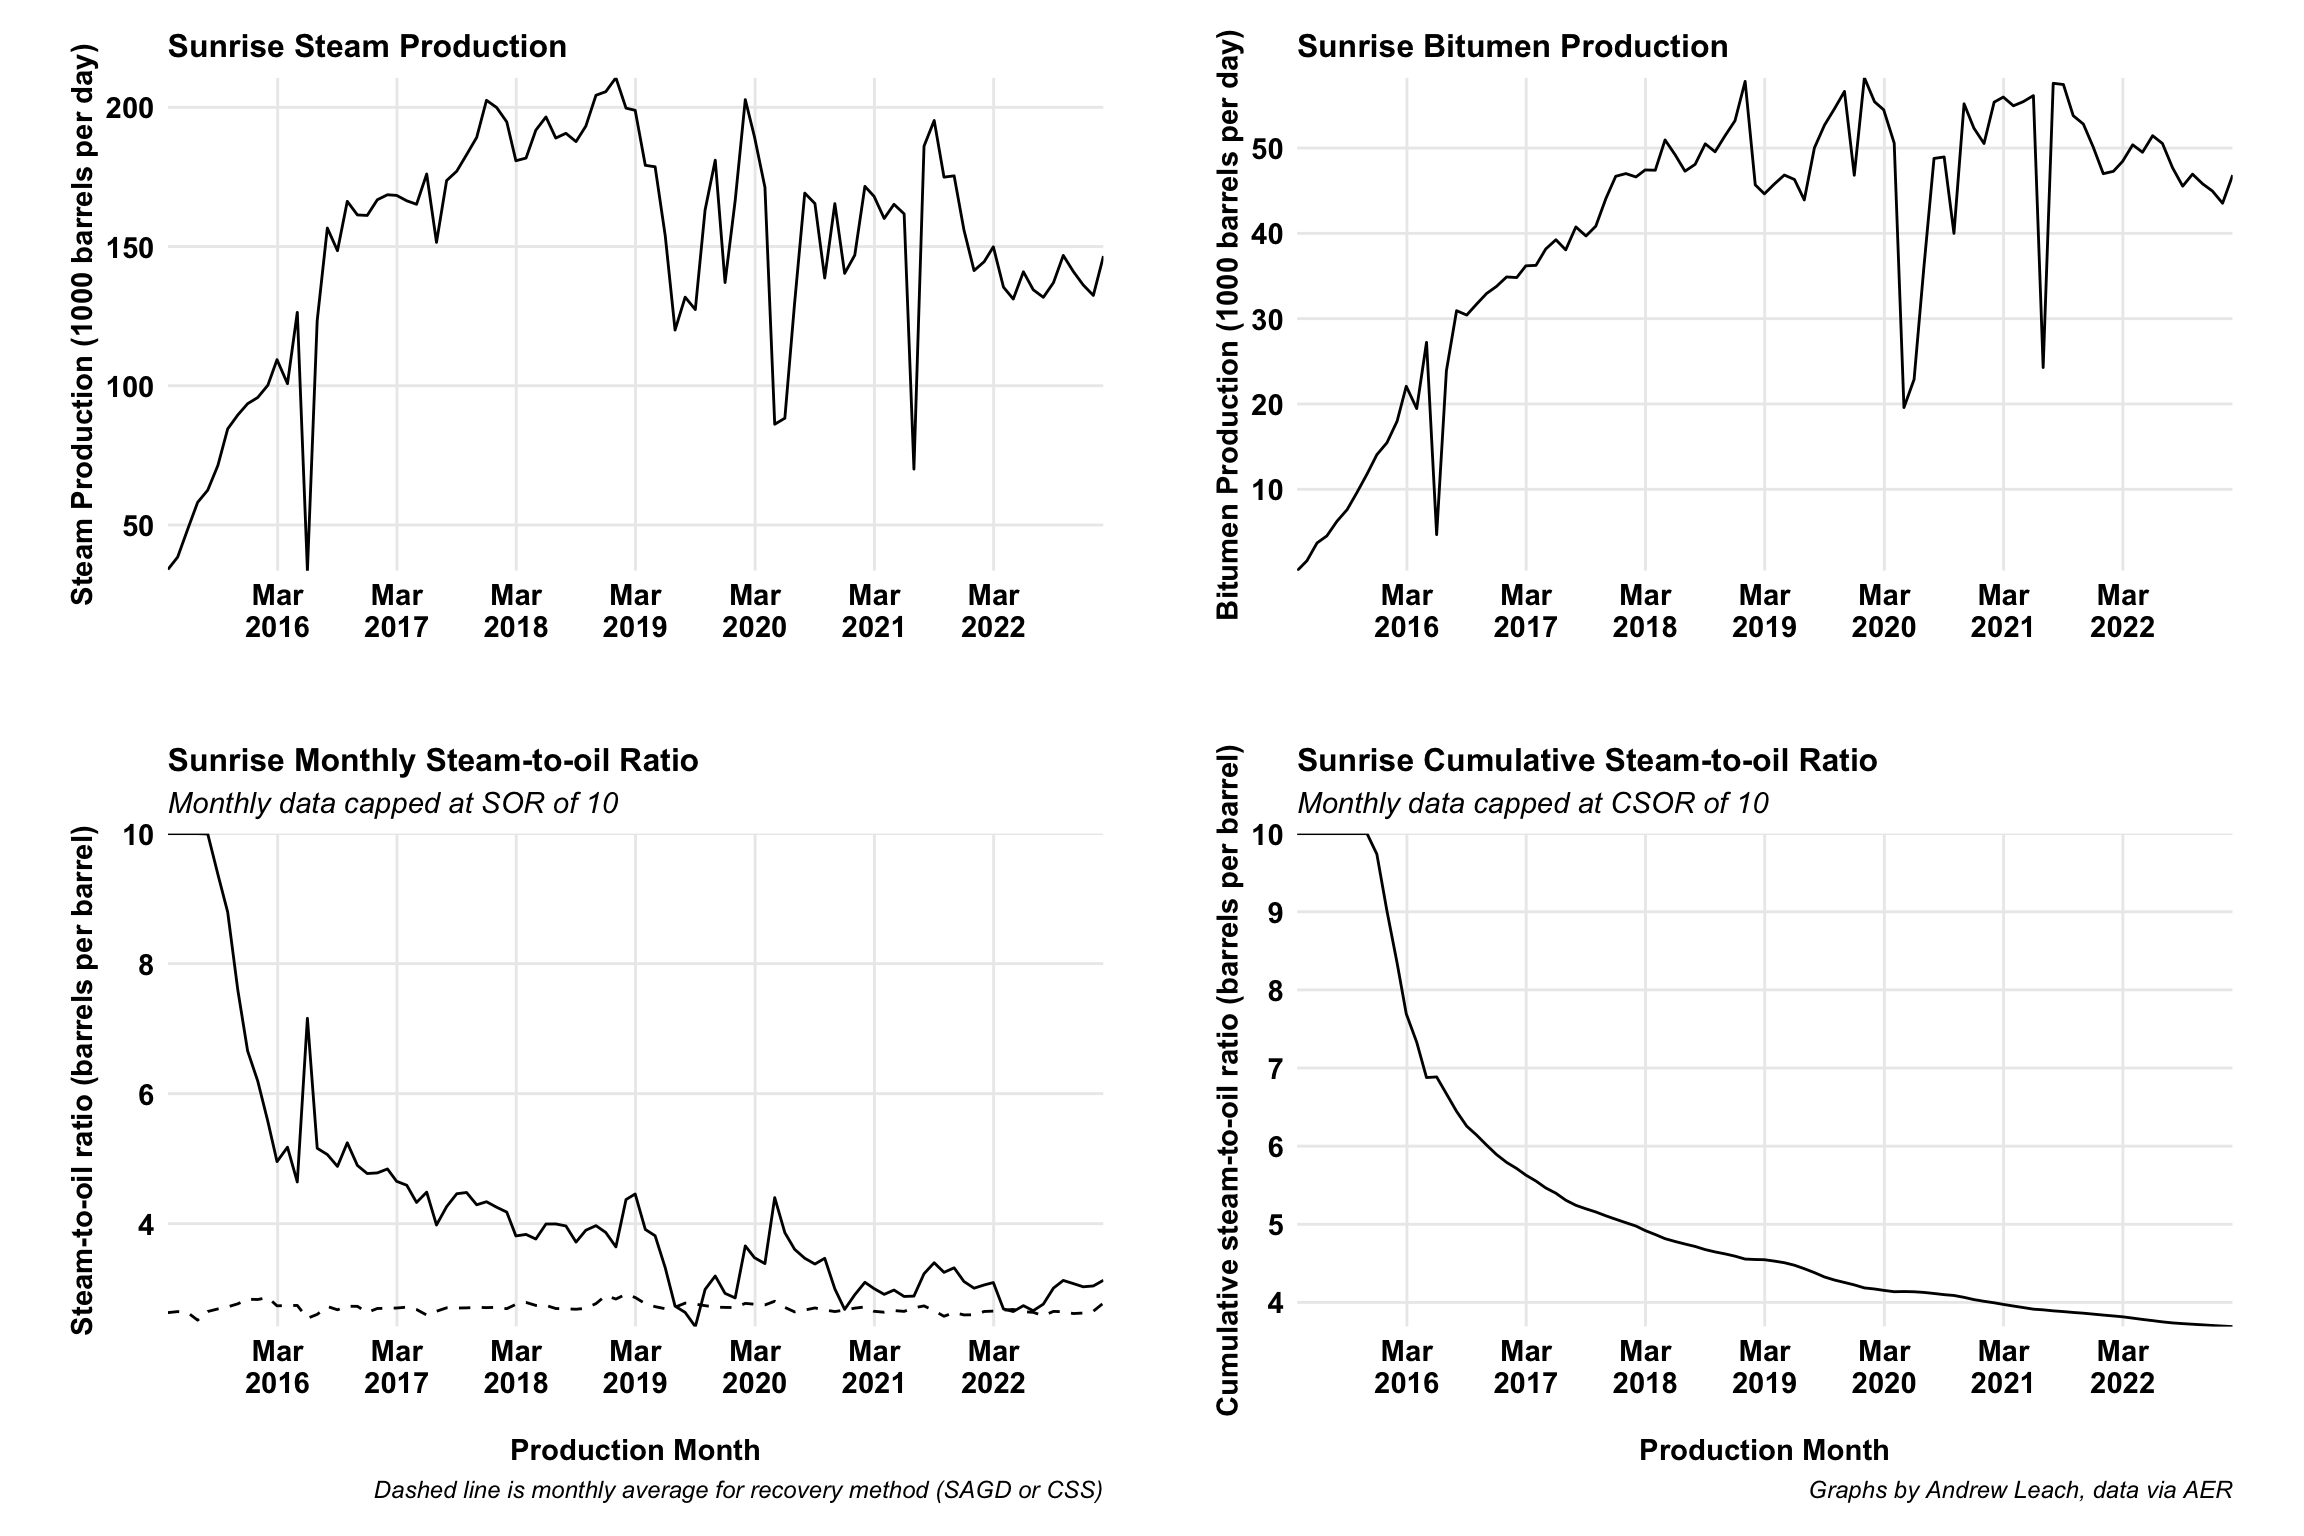 Sunrise Steam Production
Steam Production (1000 barrels per day)
200
150
100
50
Mar Mar Mar Mar Mar Mar Mar
2016 2017 2018 2019 2020 2021 2022
Sunrise Bitumen Production
Bitumen Production (1000 barrels per day)
50
40
30
20
10
Mar Mar Mar Mar Mar Mar Mar
2016 2017 2018 2019 2020 2021 2022
Sunrise Monthly Steam-to-oil Ratio
Monthly data capped at SOR of 10
Steam-to-oil ratio (barrels per barrel)
10
8
6
4
Mar Mar Mar Mar Mar Mar Mar
2016 2017 2018 2019 2020 2021 2022
Production Month
Dashed line is monthly average for recovery method (SAGD or CSS)
Sunrise Cumulative Steam-to-oil Ratio
Monthly data capped at CSOR of 10
Cumulative steam-to-oil ratio (barrels per barrel)
10
9
8
7
6
5
4
Mar Mar Mar Mar Mar Mar Mar
2016 2017 2018 2019 2020 2021 2022
Production Month
Graphs by Andrew Leach, data via AER